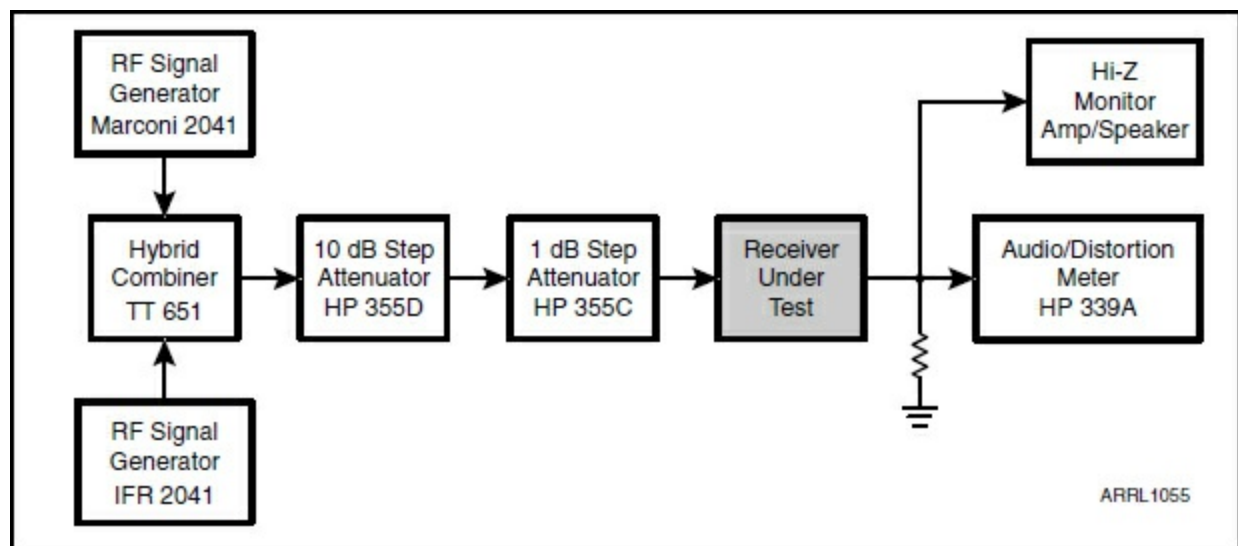 RF Signal
Generator
Marconi 2041
Hybrid
Combiner
TT 651
RF Signal
Generator
IFR 2041
10 dB Step
Attenuator
HP 355D
1 dB Step
Attenuator
HP 355C
Receiver
Under
Test
Hi-Z
Monitor
Amp/Speaker
Audio/Distortion
Meter
HP 339A
ARRL1055